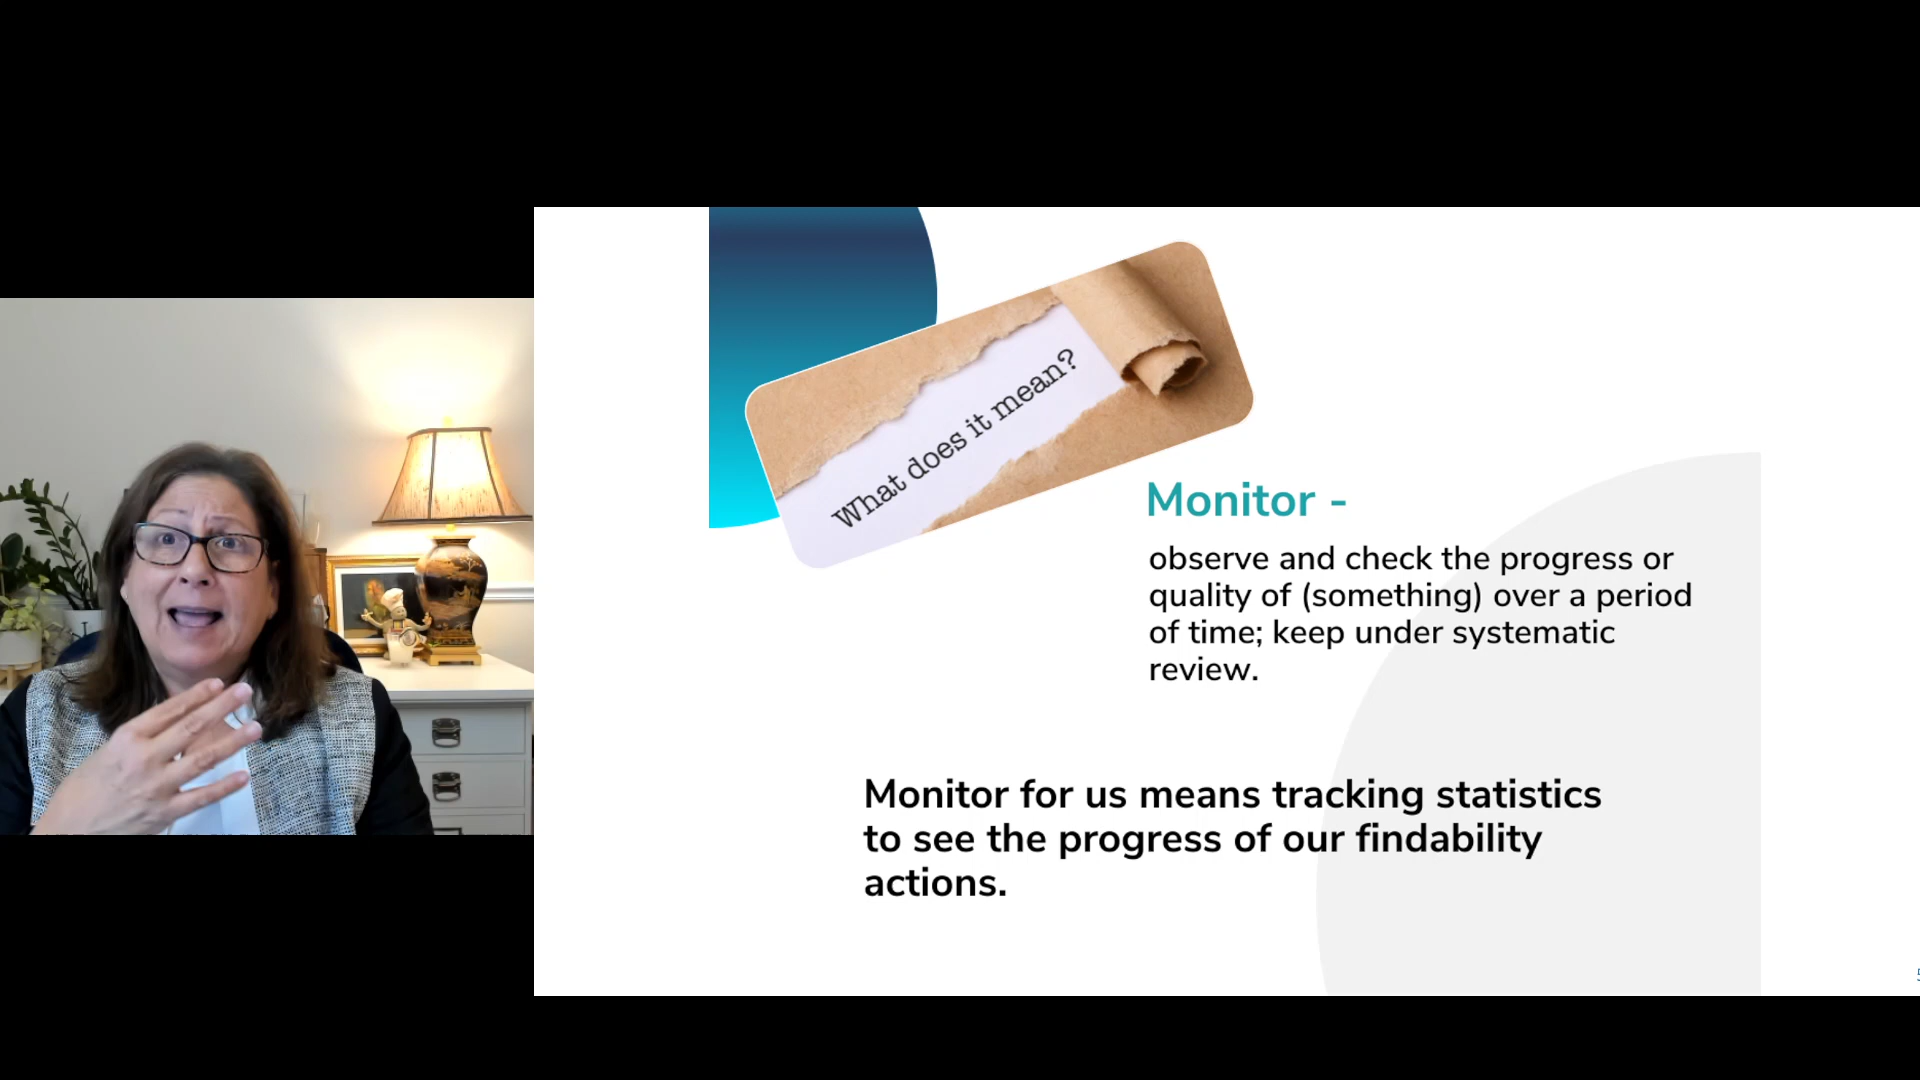 What does it mean?
Monitor -
observe and check the progress or
quality of (something) over a period
of time; keep under systematic
review.
Monitor for us means tracking statistics
to see the progress of our findability
actions.